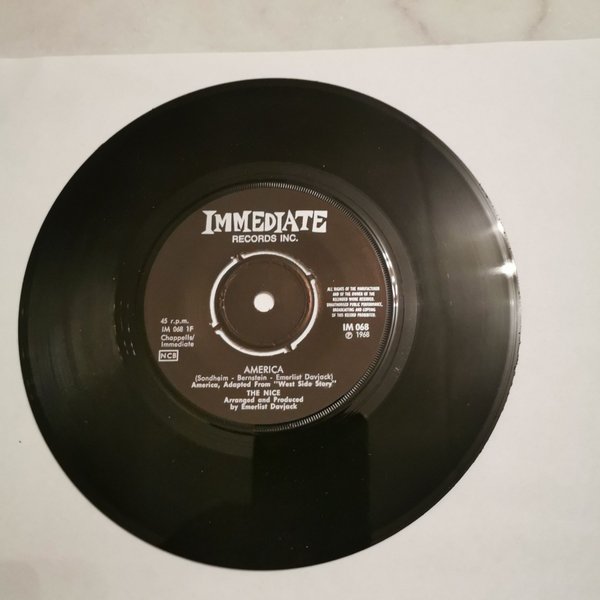 IMMEDIATE
RECORDS INC.
45 r.p.m.
IM 068 1F
Chappells/
Immediate
NCB
ALL RIGHTS OF THE MANUFACTURER
AND OF THE OWNER OF THE
RECORDED WORK RESERVED.
UNAUTHORISED PUBLIC PERFORMANCE,
BROADCASTING AND COPYING
OF THIS RECORD PROHIBITED.
IM 068
℗ 1968
AMERICA
(Sondheim - Bernstein - Emerlist Davjack)
America, Adapted From "West Side Story"
THE NICE
Arranged and Produced
by Emerlist Davjack